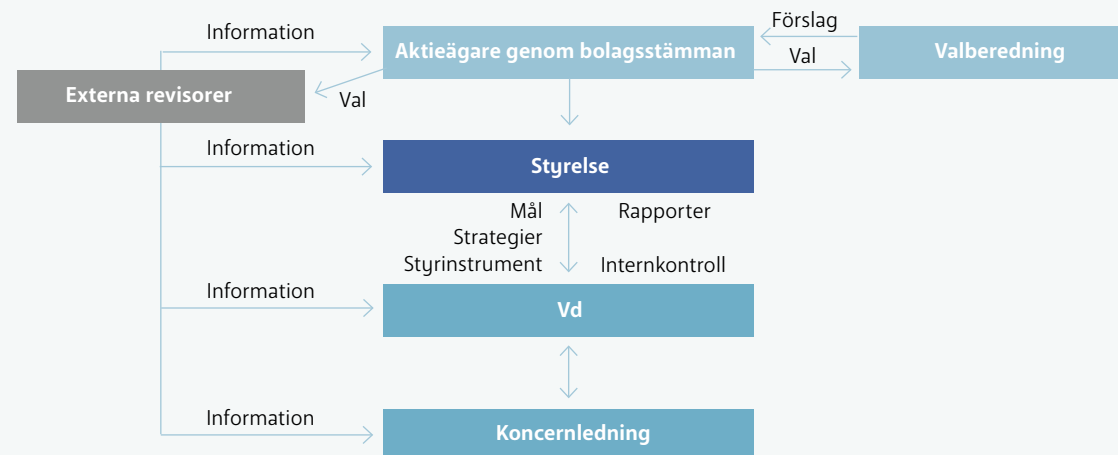 Information
Förslag
Aktieägare genom bolagsstämman
Valberedning
Val
Externa revisorer
Val
Information
Styrelse
Mål
Rapporter
Strategier
Styrinstrument
Internkontroll
Information
Vd
Information
Koncernledning